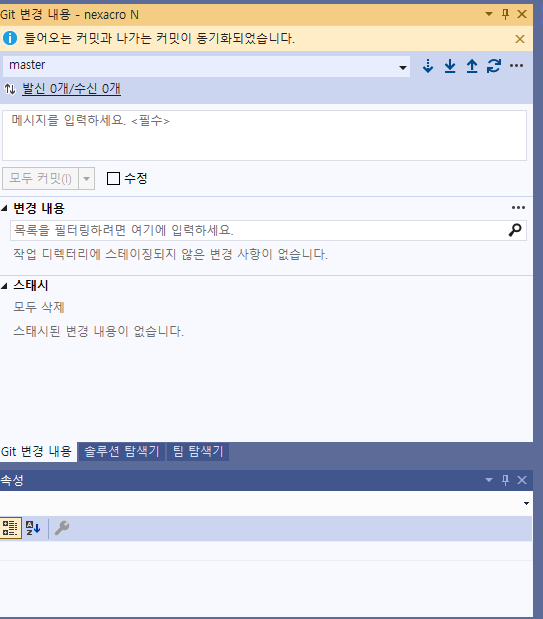 Git 변경 내용 - nexacro N
들어오는 커밋과 나가는 커밋이 동기화되었습니다.
master
발신 0개/수신 0개
메시지를 입력하세요. <필수>
모두 커밋(I)
수정
변경 내용
목록을 필터링하려면 여기에 입력하세요.
작업 디렉터리에 스테이징되지 않은 변경 사항이 없습니다.
스태시
모두 삭제
스태시된 변경 내용이 없습니다.
Git 변경 내용 솔루션 탐색기 팀 탐색기
속성